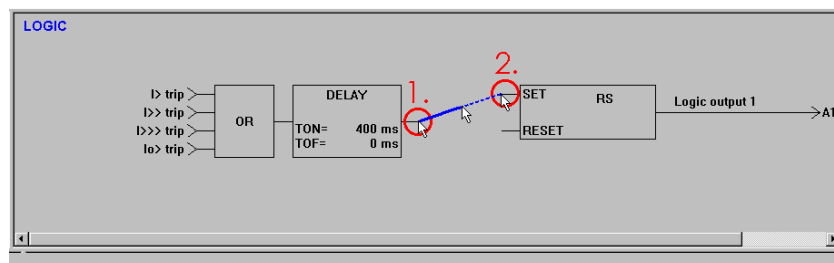 LOGIC
1.
2.
I> trip
I>> trip
I>>> trip
Io> trip
OR
DELAY
TON= 400 ms
TOF= 0 ms
SET
RS
RESET
Logic output 1
A1